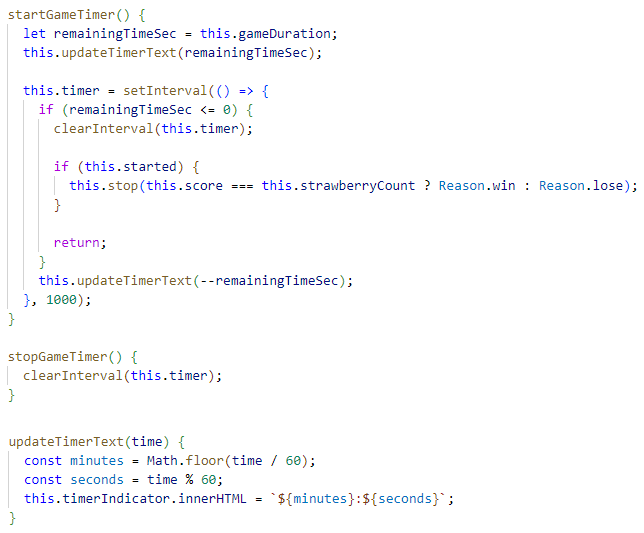 startGameTimer() {
let remainingTimeSec = this.gameDuration;
this.updateTimerText(remainingTimeSec);
this.timer = setInterval(() => {
if (remainingTimeSec <= 0) {
clearInterval(this.timer);
if (this.started) {
this.stop(this.score === this.strawberryCount ? Reason.win : Reason.lose);
}
return;
}
this.updateTimerText(--remainingTimeSec);
}, 1000);
}
stopGameTimer() {
clearInterval(this.timer);
}
updateTimerText(time) {
const minutes = Math.floor(time / 60);
const seconds = time % 60;
this.timerIndicator.innerHTML = `${minutes}:${seconds}`;
}